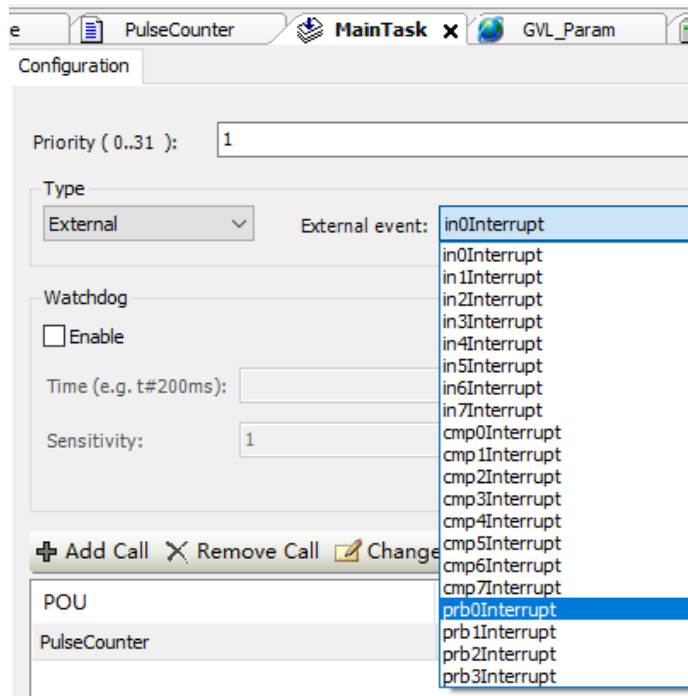 e PulseCounter MainTask GVL_Param
Configuration
Priority ( 0..31 ): 1
Type
External External event: in0Interrupt
in0Interrupt
in1Interrupt
in2Interrupt
in3Interrupt
in4Interrupt
in5Interrupt
in6Interrupt
in7Interrupt
cmp0Interrupt
cmp1Interrupt
cmp2Interrupt
cmp3Interrupt
cmp4Interrupt
cmp5Interrupt
cmp6Interrupt
cmp7Interrupt
prb0Interrupt
prb1Interrupt
prb2Interrupt
prb3Interrupt
Watchdog
Enable
Time (e.g. t#200ms):
Sensitivity: 1
Add Call Remove Call Change
POU
PulseCounter